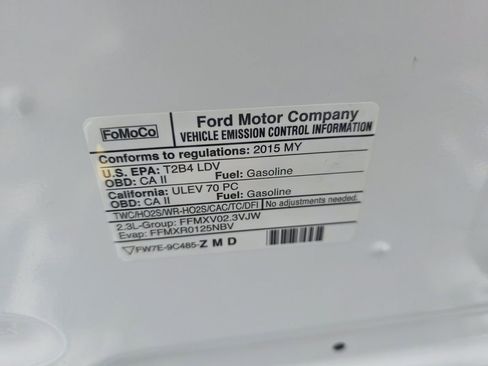 FoMoCo
Ford Motor Company
VEHICLE EMISSION CONTROL INFORMATION
Conforms to regulations: 2015 MY
U.S. EPA: T2B4 LDV
OBD: CA II Fuel: Gasoline
California: ULEV 70 PC
OBD: CA II Fuel: Gasoline
TWC/HO2S/WR-HO2S/CAC/TC/DFI No adjustments needed.
2.3L-Group: FFMXV02.3VJW
Evap: FFMXR0125NBV
FW7E-9C485-ZMD